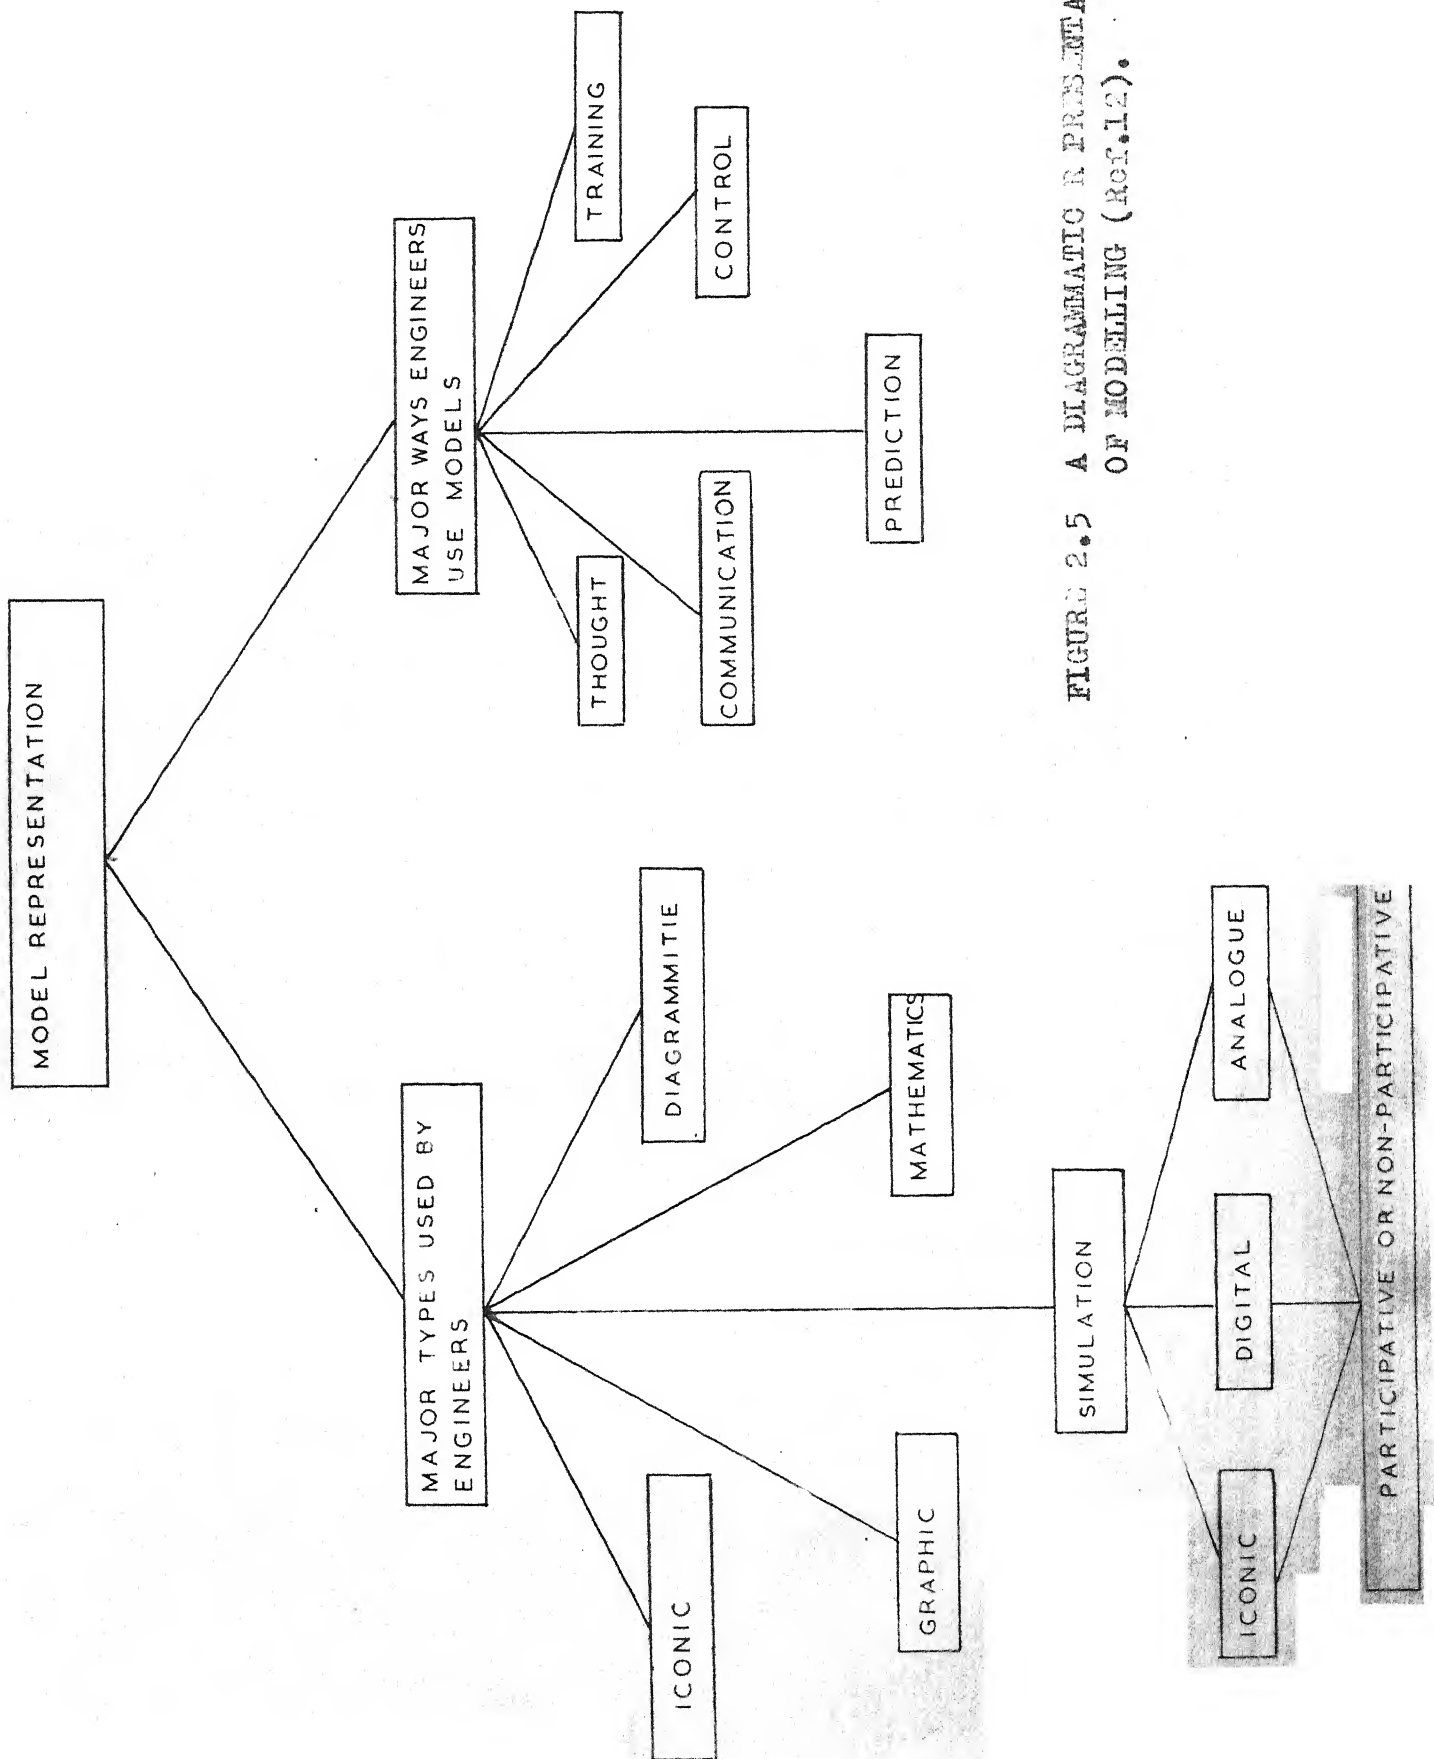 MODEL REPRESENTATION
MAJOR TYPES USED BY
ENGINEERS
MAJOR WAYS ENGINEERS
USE MODELS
ICONIC
DIAGRAMMITIE
THOUGHT
TRAINING
GRAPHIC
MATHEMATICS
COMMUNICATION
CONTROL
SIMULATION
PREDICTION
ICONIC
DIGITAL
ANALOGUE
PARTICIPATIVE OR NON-PARTICIPATIVE
FIGURE 2.5 A DIAGRAMMATIC R PRESENTA
OF MODELLING (Ref.12).